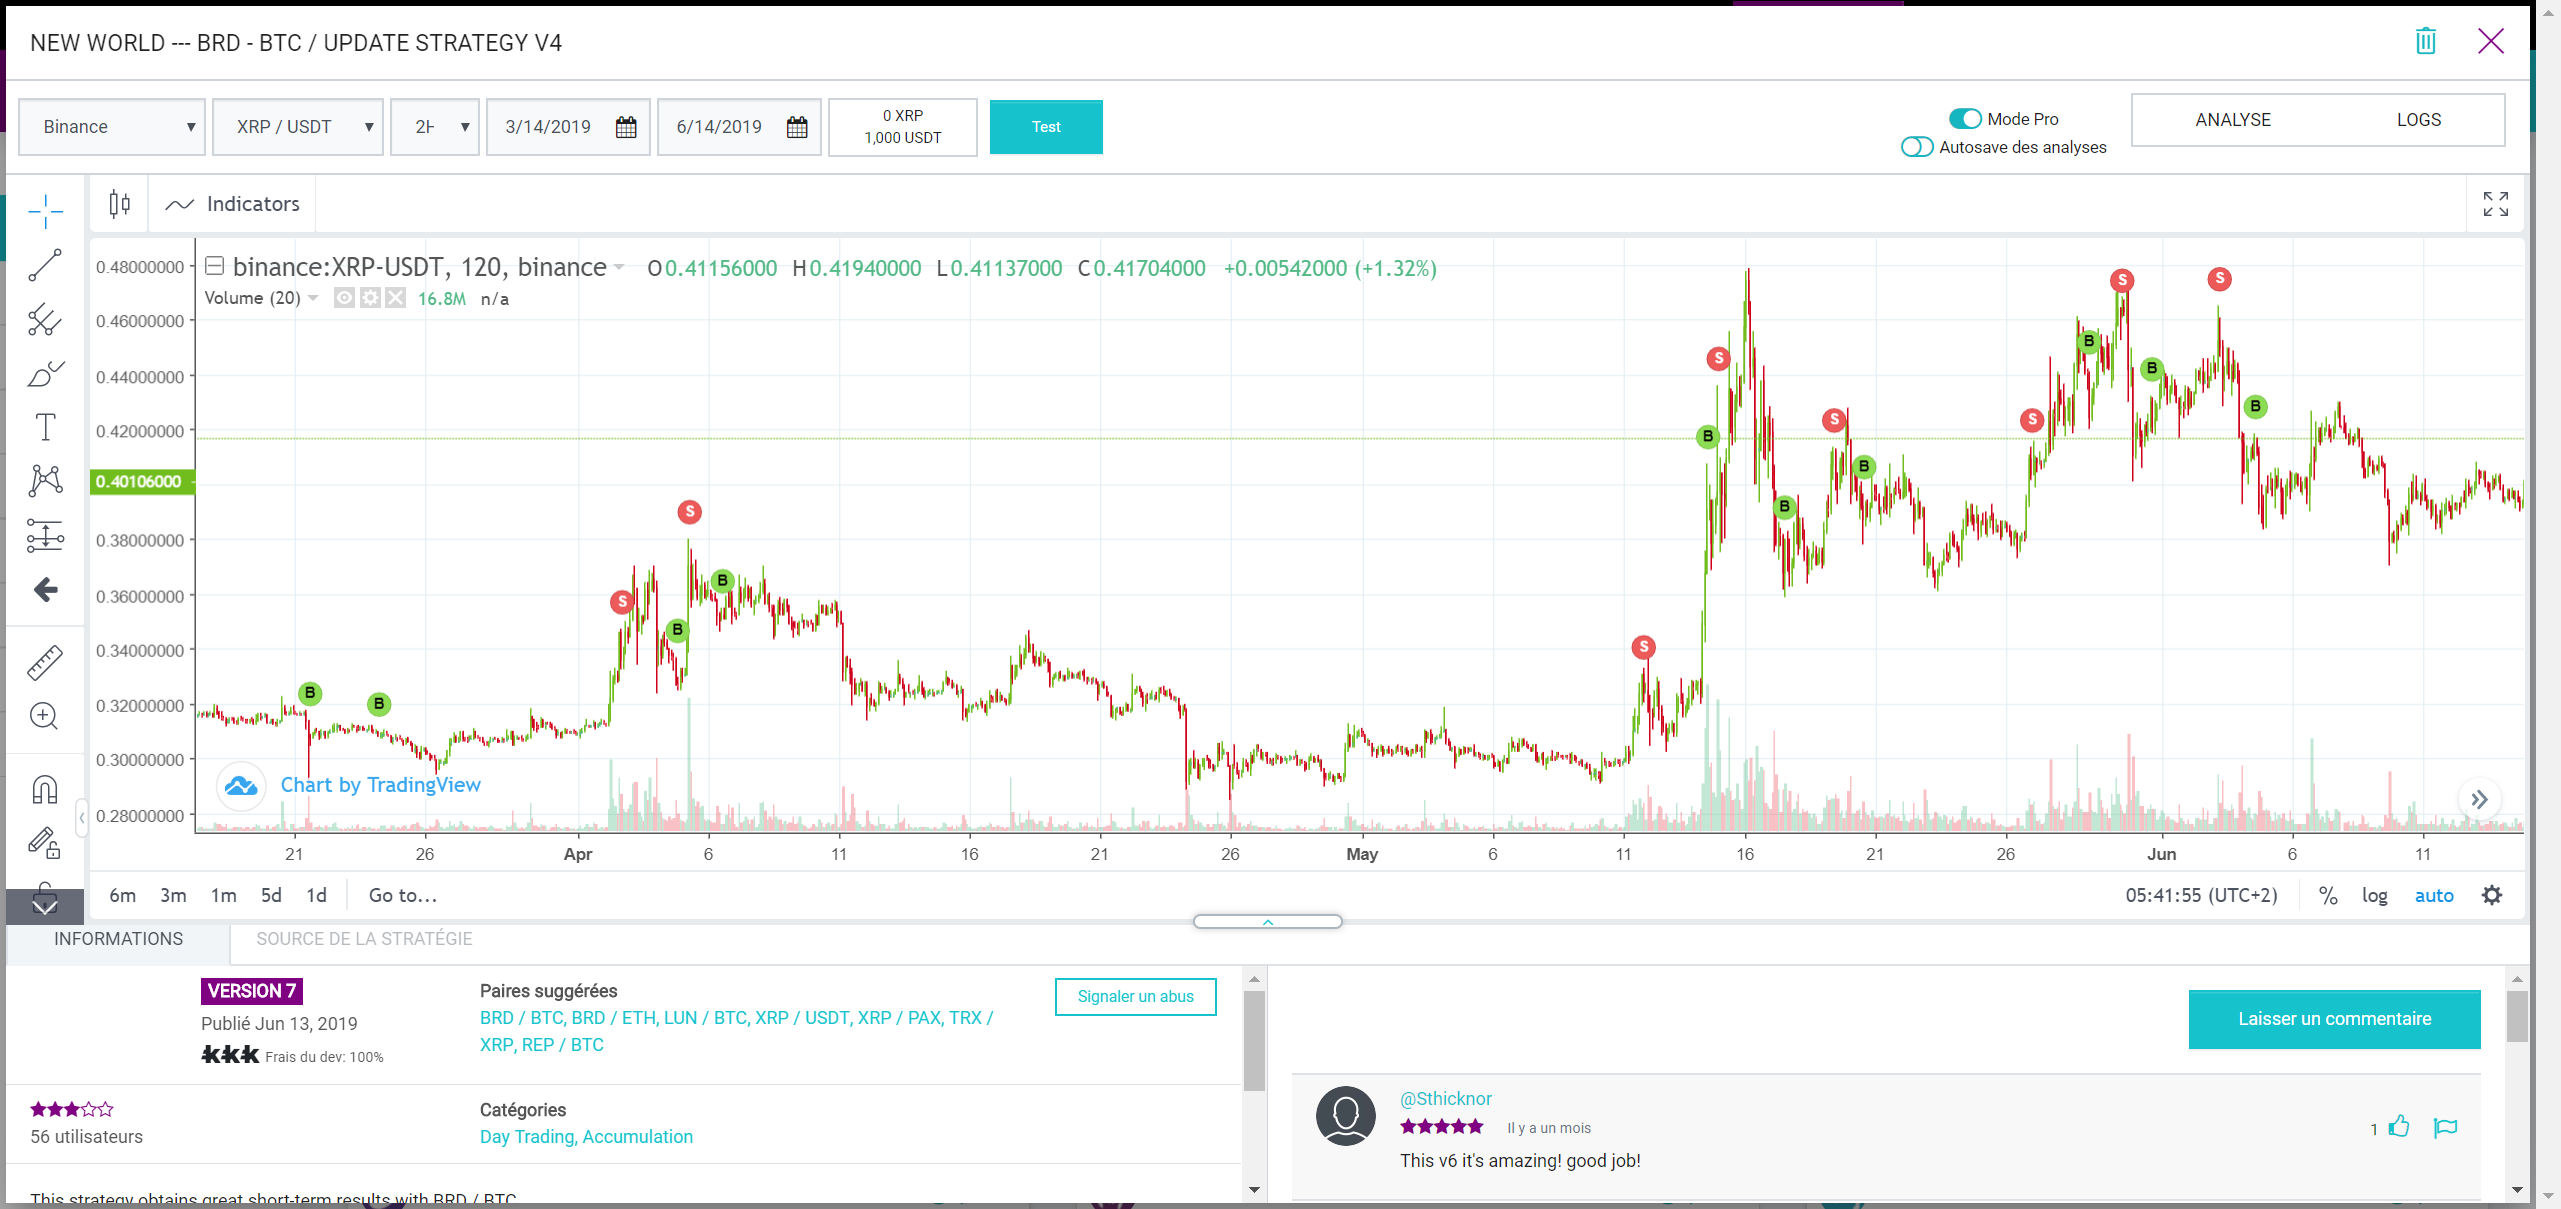 NEW WORLD --- BRD - BTC / UPDATE STRATEGY V4
Binance
XRP / USDT
2H
3/14/2019
6/14/2019
0 XRP
1,000 USDT
Test
Mode Pro
Autosave des analyses
ANALYSE
LOGS
Indicators
binance:XRP-USDT, 120, binance
O0.41156000 H0.41940000 L0.41137000 C0.41704000 +0.00542000 (+1.32%)
Volume (20) 16.8M n/a
0.48000000
0.46000000
0.44000000
0.42000000
0.40106000
0.38000000
0.36000000
0.34000000
0.32000000
0.30000000
0.28000000
B
B
S
B
S
B
S
B
S
B
S
B
S
B
S
B
S
B
Chart by TradingView
21 26 Apr 6 11 16 21 26 May 6 11 16 21 26 Jun 6 11
6m 3m 1m 5d 1d Go to...
05:41:55 (UTC+2) % log auto
INFORMATIONS
SOURCE DE LA STRATÉGIE
VERSION 7
Publié Jun 13, 2019
Frais du dev: 100%
Paires suggérées
BRD / BTC, BRD / ETH, LUN / BTC, XRP / USDT, XRP / PAX, TRX /
XRP, REP / BTC
Signaler un abus
56 utilisateurs
Catégories
Day Trading, Accumulation
This strategy obtains great short-term results with BRD / BTC
Laisser un commentaire
@Sthicknor
Il y a un mois
1
This v6 it's amazing! good job!